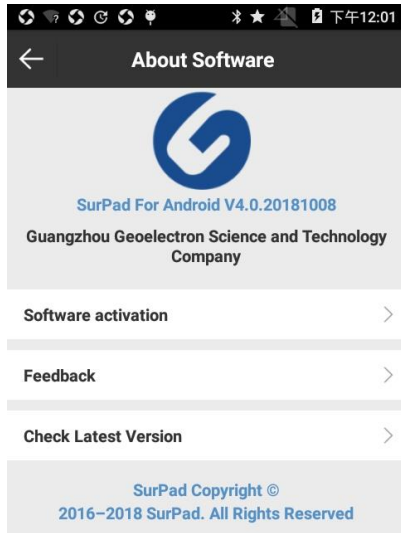 下午12:01
About Software
SurPad For Android V4.0.20181008
Guangzhou Geoelectron Science and Technology
Company
Software activation
Feedback
Check Latest Version
SurPad Copyright ©
2016–2018 SurPad. All Rights Reserved